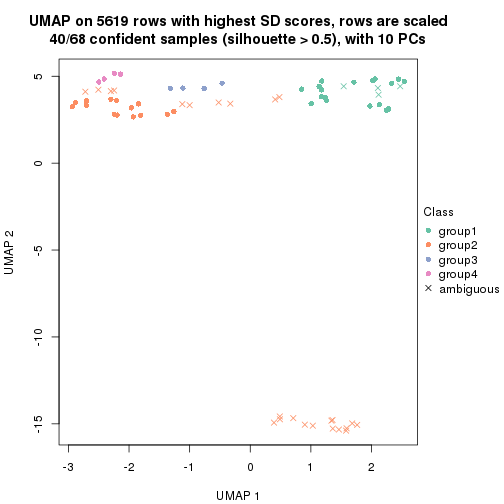 UMAP on 5619 rows with highest SD scores, rows are scaled
40/68 confident samples (silhouette > 0.5), with 10 PCs
5
0
-5
-10
-15
UMAP 2
-3
-2
-1
0
1
2
UMAP 1
Class
group1
group2
group3
group4
ambiguous